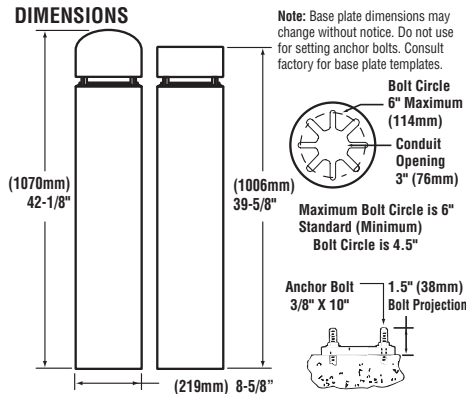 DIMENSIONS
Note: Base plate dimensions may
change without notice. Do not use
for setting anchor bolts. Consult
factory for base plate templates.
Bolt Circle
6" Maximum
(114mm)
Conduit
Opening
3" (76mm)
(1070mm)
42-1/8"
(1006mm)
39-5/8"
Maximum Bolt Circle is 6"
Standard (Minimum)
Bolt Circle is 4.5"
Anchor Bolt
3/8" X 10"
1.5" (38mm)
Bolt Projection
(219mm) 8-5/8”